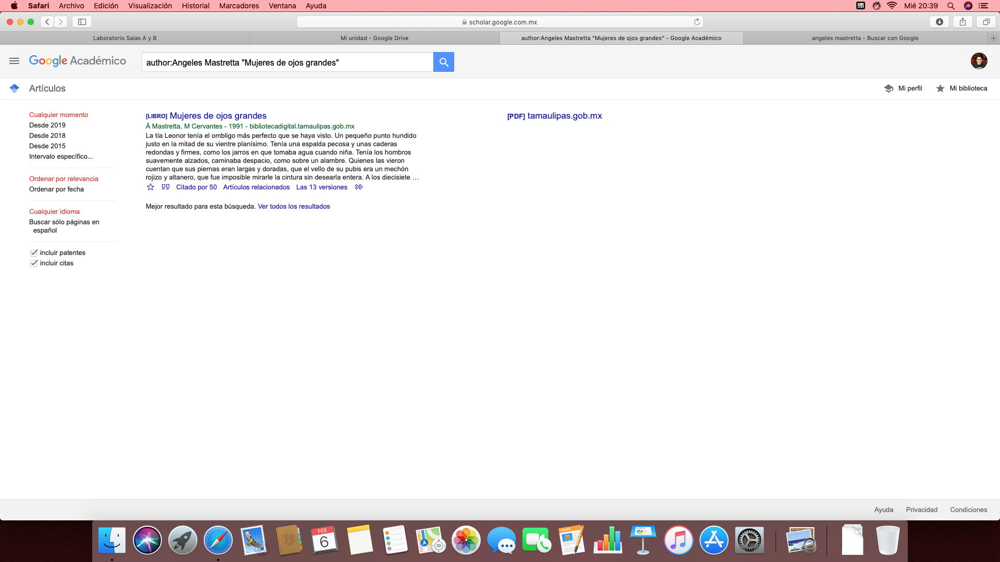 Safari Archivo Edición Visualización Historial Marcadores Ventana Ayuda Mié 20:39
scholar.google.com.mx
Laboratorio Salas A y B
Mi unidad - Google Drive
author:Angeles Mastretta "Mujeres de ojos grandes" - Google Académico
angeles mastretta - Buscar con Google
Google Académico
author:Angeles Mastretta "Mujeres de ojos grandes"
Artículos
Mi perfil
Mi biblioteca
Cualquier momento
Desde 2019
Desde 2018
Desde 2015
Intervalo específico...
Ordenar por relevancia
Ordenar por fecha
Cualquier idioma
Buscar sólo páginas en
español
incluir patentes
incluir citas
[LIBRO] Mujeres de ojos grandes
Á Mastretta, M Cervantes - 1991 - bibliotecadigital.tamaulipas.gob.mx
La tía Leonor tenía el ombligo más perfecto que se haya visto. Un pequeño punto hundido
justo en la mitad de su vientre planísimo. Tenía una espalda pecosa y unas caderas
redondas y firmes, como los jarros en que tomaba agua cuando niña. Tenía los hombros
suavemente alzados, caminaba despacio, como sobre un alambre. Quienes las vieron
cuentan que sus piernas eran largas y doradas, que el vello de su pubis era un mechón
rojizo y altanero, que fue imposible mirarle la cintura sin desearla entera. A los diecisiete …
Citado por 50 Artículos relacionados Las 13 versiones
[PDF] tamaulipas.gob.mx
Mejor resultado para esta búsqueda. Ver todos los resultados
Ayuda Privacidad Condiciones
FEB
6
3D
PAGES